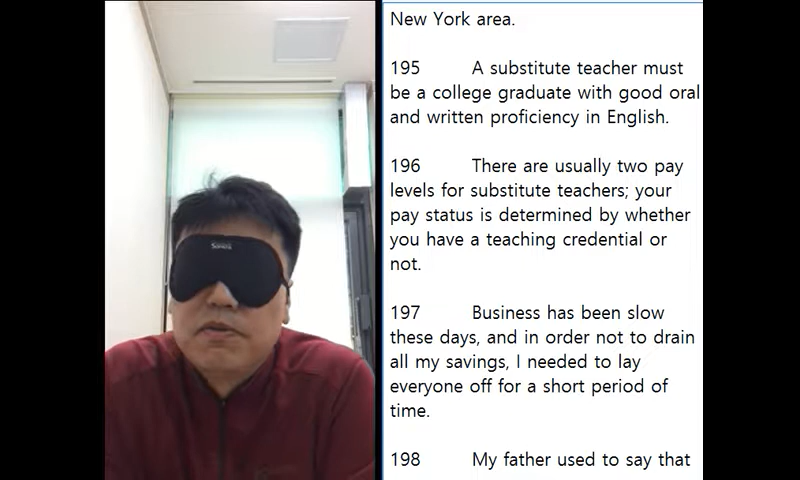 New York area.
195 A substitute teacher must
be a college graduate with good oral
and written proficiency in English.
196 There are usually two pay
levels for substitute teachers; your
pay status is determined by whether
you have a teaching credential or
not.
197 Business has been slow
these days, and in order not to drain
all my savings, I needed to lay
everyone off for a short period of
time.
198 My father used to say that